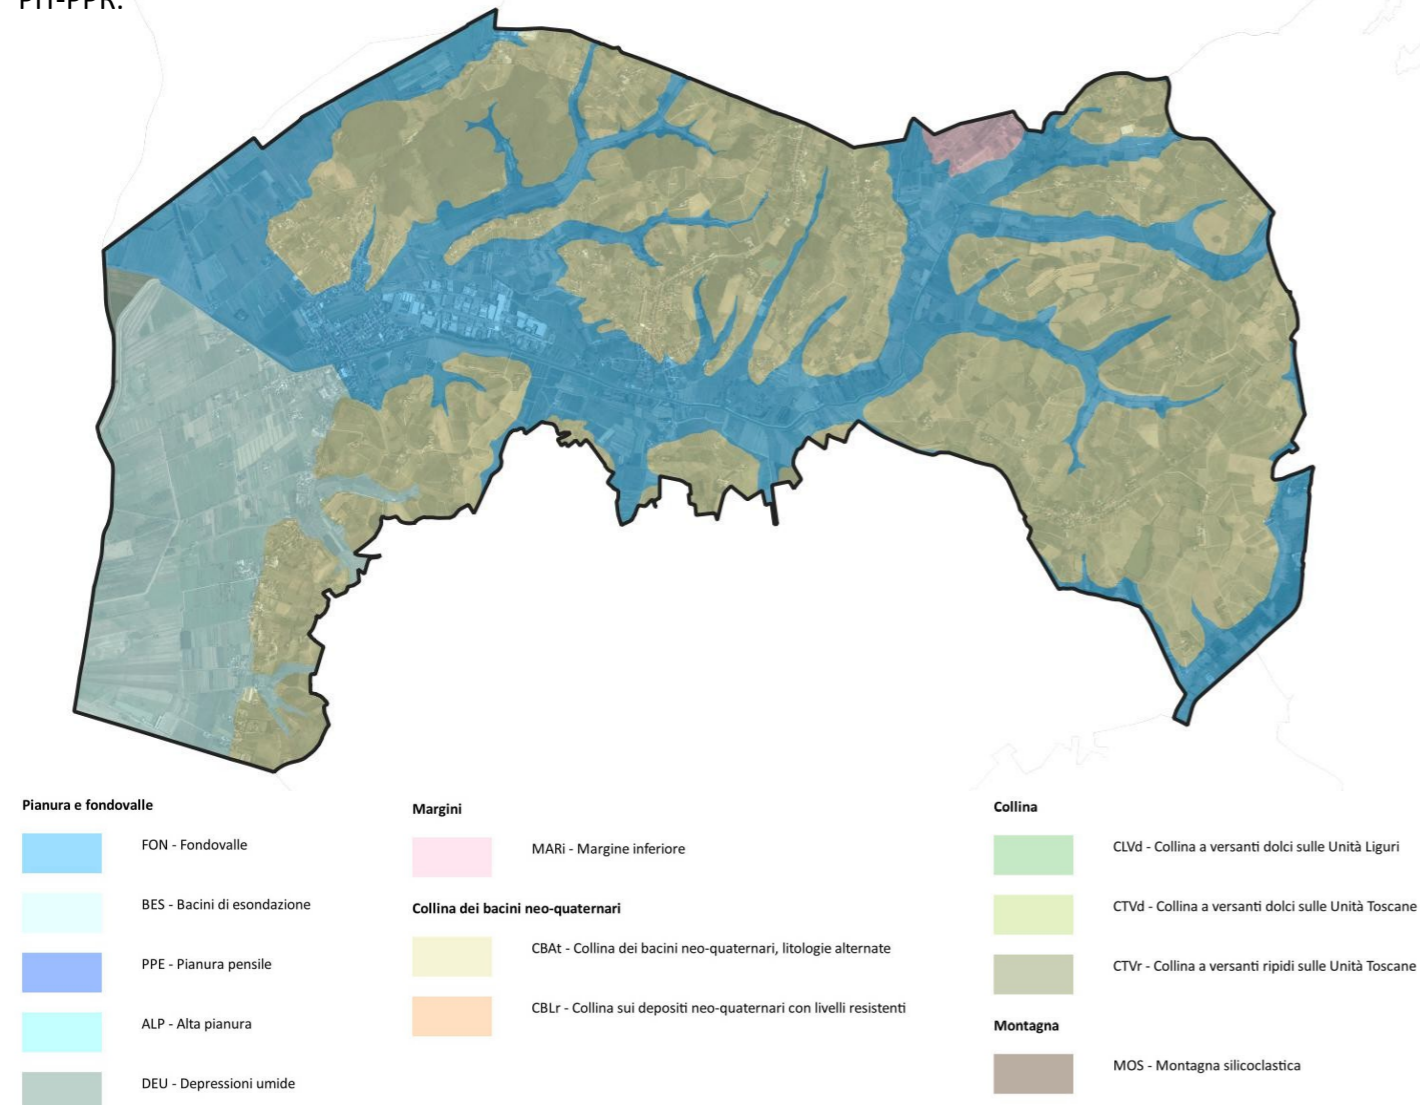 PIT-PPR.
Pianura e fondovalle
FON - Fondovalle
BES - Bacini di esondazione
PPE - Pianura pensile
ALP - Alta pianura
DEU - Depressioni umide
Margini
MARi - Margine inferiore
Collina dei bacini neo-quaternari
CBAt - Collina dei bacini neo-quaternari, litologie alternate
CBLr - Collina sui depositi neo-quaternari con livelli resistenti
Collina
CLVd - Collina a versanti dolci sulle Unità Liguri
CTVd - Collina a versanti dolci sulle Unità Toscane
CTVr - Collina a versanti ripidi sulle Unità Toscane
Montagna
MOS - Montagna silicoclastica